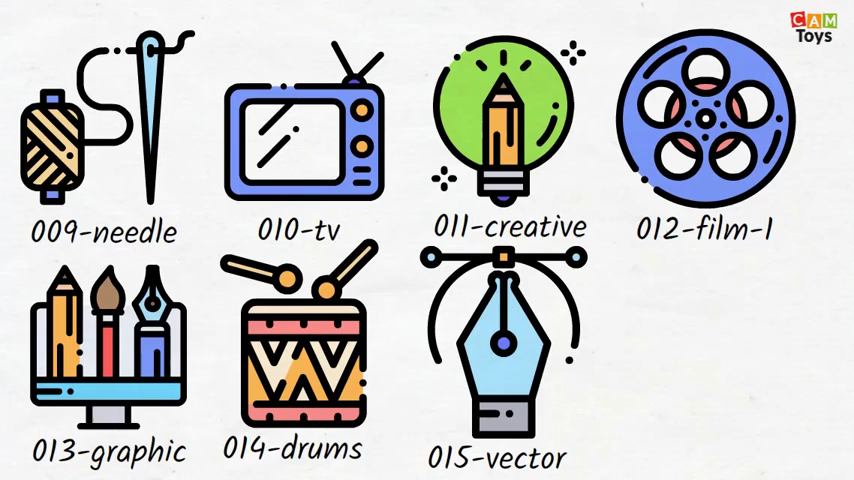 CAM
Toys
009-needle
010-tv
011-creative
012-film-1
013-graphic
014-drums
015-vector